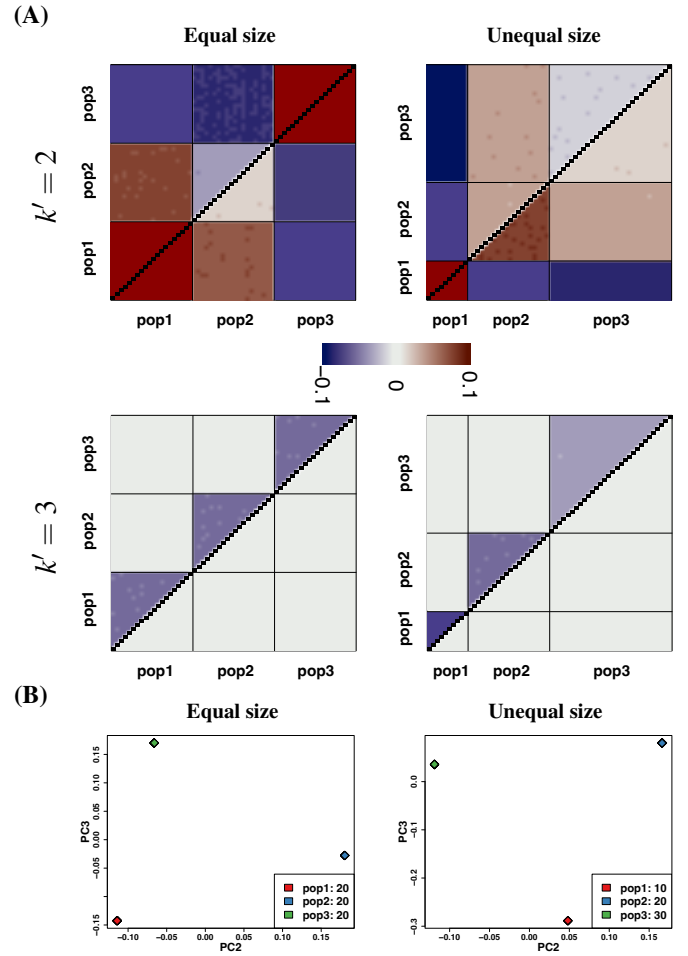 (A)
Equal size
Unequal size
k′ = 2
pop3
pop2
pop1
pop3
pop2
pop1
pop1 pop2 pop3
pop1 pop2 pop3
-0.1 0 0.1
k′ = 3
pop3
pop2
pop1
pop3
pop2
pop1
pop1 pop2 pop3
pop1 pop2 pop3
(B)
Equal size
Unequal size
PC3
0.15
0.10
0.05
0.00
-0.05
-0.15
pop1: 20
pop2: 20
pop3: 20
-0.10 -0.05 0.00 0.05 0.10 0.15
PC2
PC3
0.0
-0.1
-0.2
-0.3
pop1: 10
pop2: 20
pop3: 30
-0.10 -0.05 0.00 0.05 0.10 0.15
PC2